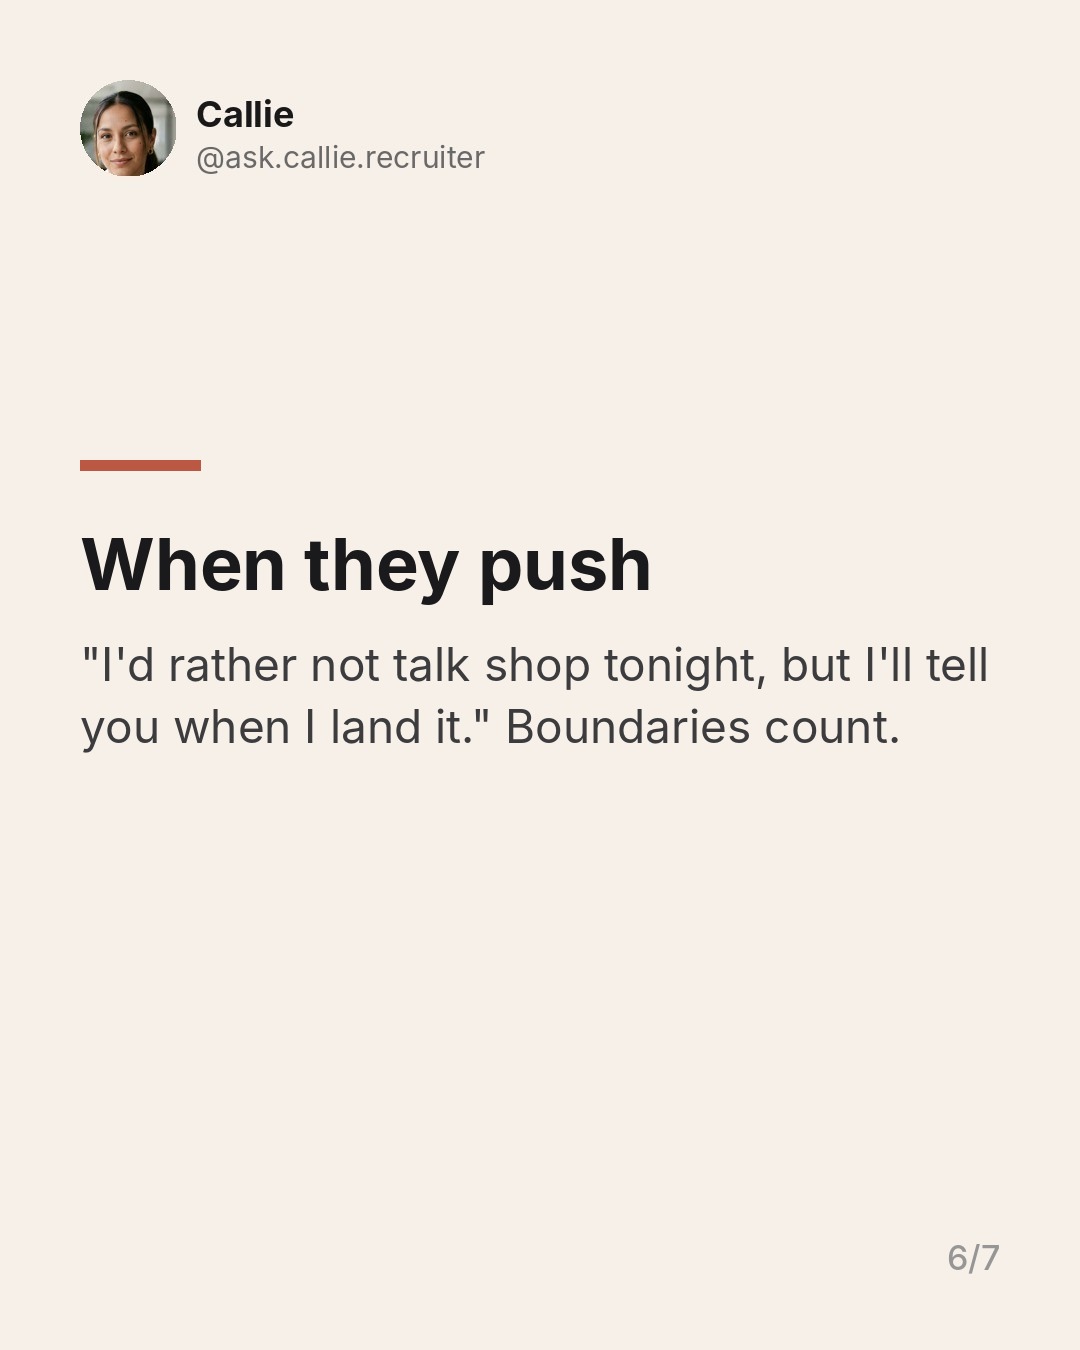 Callie
@ask.callie.recruiter
When they push
"I'd rather not talk shop tonight, but I'll tell
you when I land it." Boundaries count.
6/7